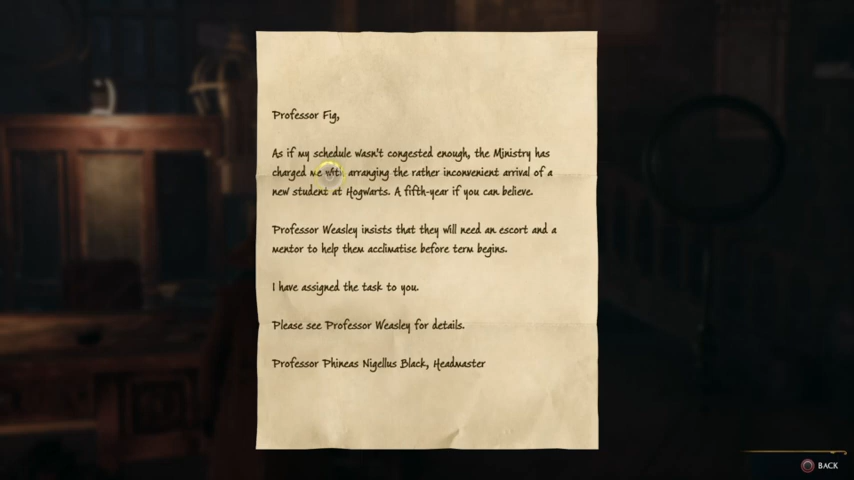 Professor Fig,
As if my schedule wasn't congested enough, the Ministry has
charged me with arranging the rather inconvenient arrival of a
new student at Hogwarts. A fifth-year if you can believe.
Professor Weasley insists that they will need an escort and a
mentor to help them acclimatise before term begins.
I have assigned the task to you.
Please see Professor Weasley for details.
Professor Phineas Nigellus Black, Headmaster
BACK